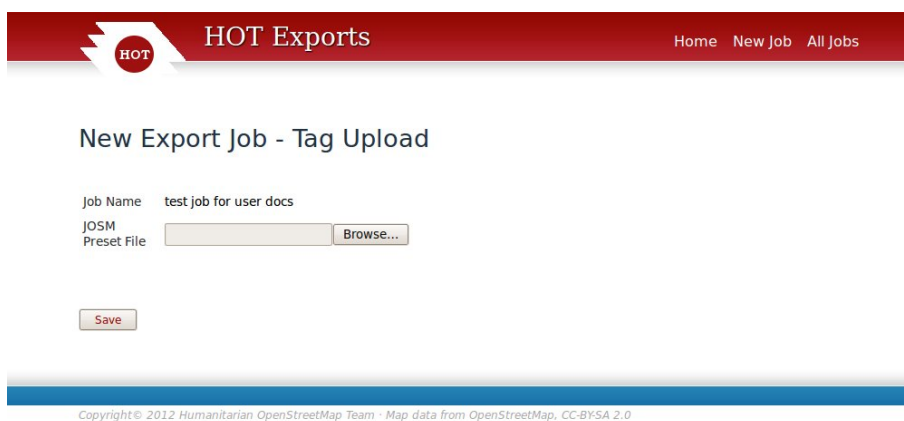 HOT
HOT Exports
Home New Job All Jobs
New Export Job - Tag Upload
Job Name test job for user docs
JOSM
Preset File
Browse...
Save
Copyright© 2012 Humanitarian OpenStreetMap Team · Map data from OpenStreetMap, CC-BY-SA 2.0